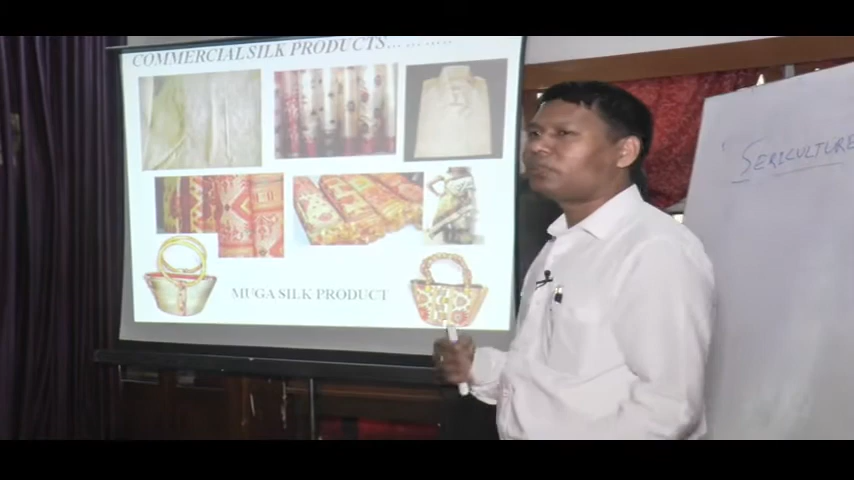 COMMERCIAL SILK PRODUCTS... ... ... ...
MUGA SILK PRODUCT
SERICULTURE